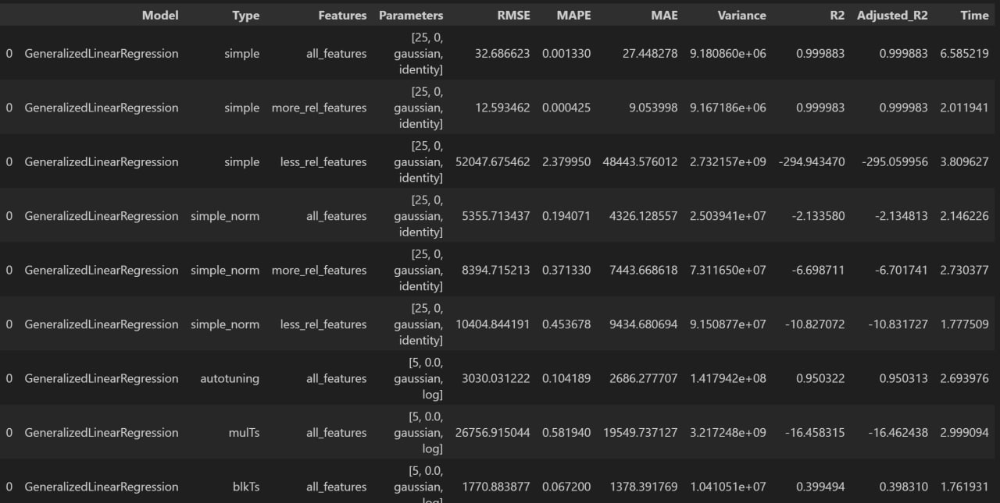 Model Type Features Parameters RMSE MAPE MAE Variance R2 Adjusted_R2 Time
[25, 0,
0 GeneralizedLinearRegression simple all_features gaussian, 32.686623 0.001330 27.448278 9.180860e+06 0.999883 0.999883 6.585219
identity]
[25, 0,
0 GeneralizedLinearRegression simple more_rel_features gaussian, 12.593462 0.000425 9.053998 9.167186e+06 0.999983 0.999983 2.011941
identity]
[25, 0,
0 GeneralizedLinearRegression simple less_rel_features gaussian, 52047.675462 2.379950 48443.576012 2.732157e+09 -294.943470 -295.059956 3.809627
identity]
[25, 0,
0 GeneralizedLinearRegression simple_norm all_features gaussian, 5355.713437 0.194071 4326.128557 2.503941e+07 -2.133580 -2.134813 2.146226
identity]
[25, 0,
0 GeneralizedLinearRegression simple_norm more_rel_features gaussian, 8394.715213 0.371330 7443.668618 7.311650e+07 -6.698711 -6.701741 2.730377
identity]
[25, 0,
0 GeneralizedLinearRegression simple_norm less_rel_features gaussian, 10404.844191 0.453678 9434.680694 9.150877e+07 -10.827072 -10.831727 1.777509
identity]
[5, 0.0,
0 GeneralizedLinearRegression autotuning all_features gaussian, 3030.031222 0.104189 2686.277707 1.417942e+08 0.950322 0.950313 2.693976
log]
[5, 0.0,
0 GeneralizedLinearRegression mulTs all_features gaussian, 26756.915044 0.581940 19549.737127 3.217248e+09 -16.458315 -16.462438 2.999094
log]
[5, 0.0,
0 GeneralizedLinearRegression blkTs all_features gaussian, 1770.883877 0.067200 1378.391769 1.041051e+07 0.399494 0.398310 1.761931
log]